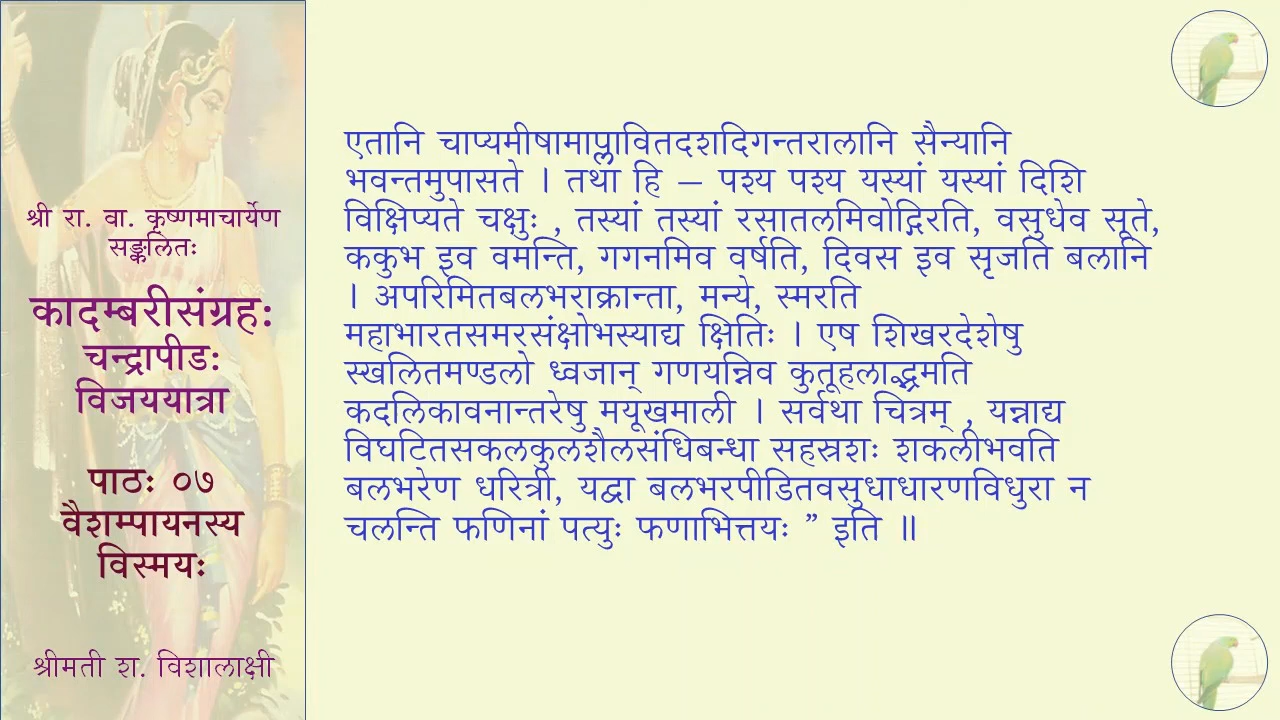 श्री रा. वा. कृष्णमाचार्येण
सङ्कलितः
कादम्बरीसंग्रह:
चन्द्रापीड:
विजययात्रा
पाठः ०७
वैशम्पायनस्य
विस्मयः
श्रीमती श. विशालाक्षी
एतानि चाप्यमीषामाप्लावितदशदिगन्तरालानि सैन्यानि
भवन्तमुपासते । तथा हि – पश्य पश्य यस्यां यस्यां दिशि
विक्षिप्यते चक्षुः , तस्यां तस्यां रसातलमिवोद्गिरति, वसुधेव सूते,
ककुभ इव वमन्ति, गगनमिव वर्षति, दिवस इव सृजति बलानि
। अपरिमितबलभराक्रान्ता, मन्ये, स्मरति
महाभारतसमरसंक्षोभस्याद्य क्षितिः । एष शिखरदेशेषु
स्खलितमण्डलो ध्वजान् गणयन्निव कुतूहलाद्भ्रमति
कदलिकावनान्तरेषु मयूखमाली । सर्वथा चित्रम् , यन्नाद्य
विघटितसकलकुलशैलसंधिबन्धा सहस्रशः शकलीभवति
बलभरेण धरित्री, यद्वा बलभरपीडितवसुधाधारणविधुरा न
चलन्ति फणिनां पत्युः फणाभित्तयः ” इति ॥